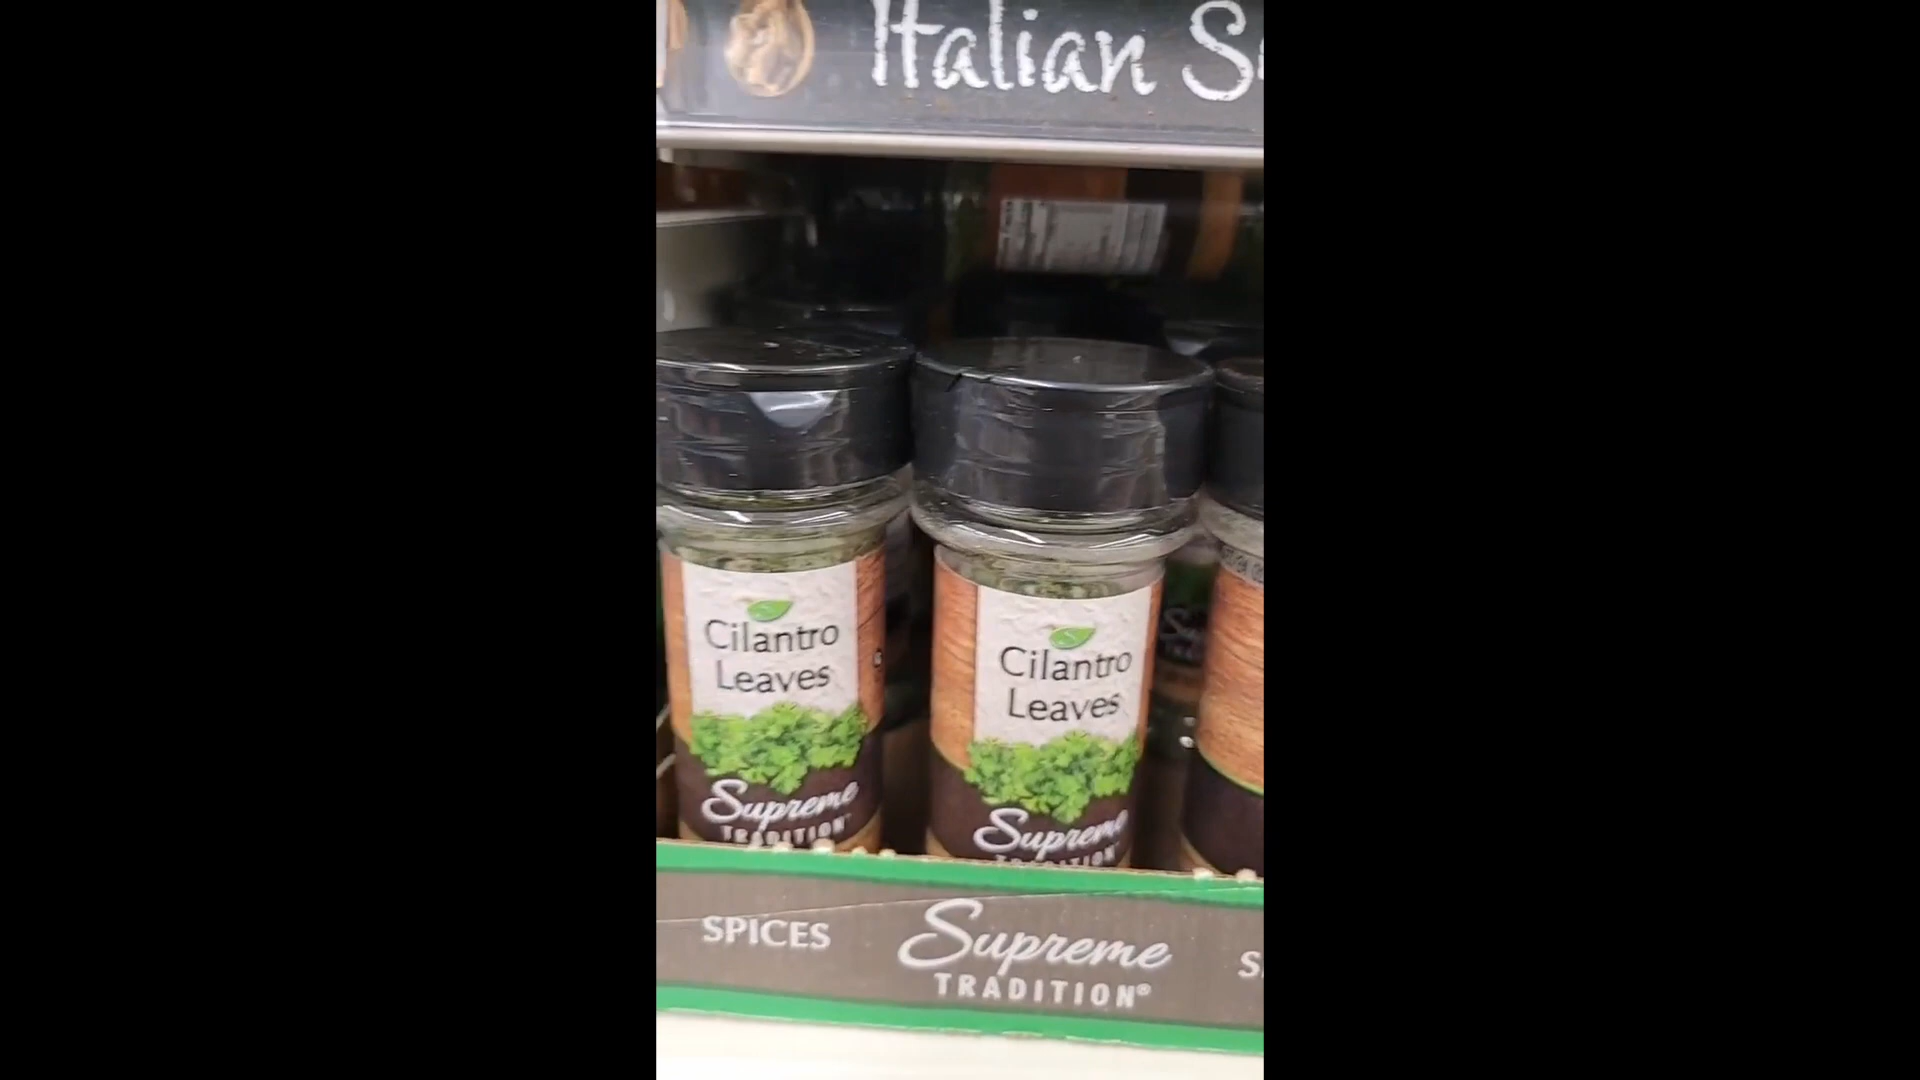 Italian S
Cilantro
Leaves
Supreme
TRADITION
Cilantro
Leaves
Supreme
TRADITION
SPICES
Supreme
TRADITION®
S